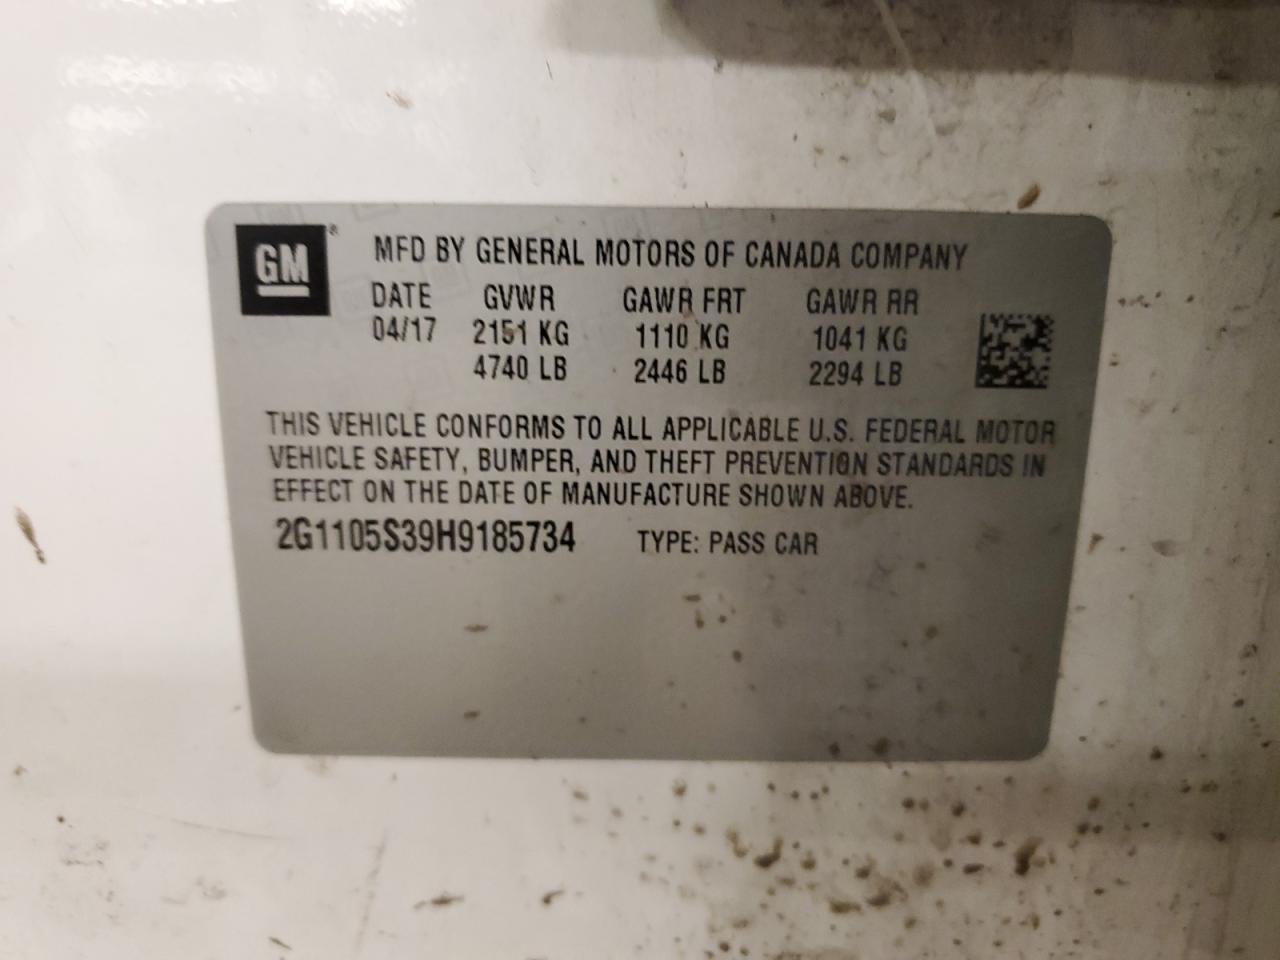 GM ®
MFD BY GENERAL MOTORS OF CANADA COMPANY
DATE GVWR GAWR FRT GAWR RR
04/17 2151 KG 1110 KG 1041 KG
4740 LB 2446 LB 2294 LB
THIS VEHICLE CONFORMS TO ALL APPLICABLE U.S. FEDERAL MOTOR
VEHICLE SAFETY, BUMPER, AND THEFT PREVENTION STANDARDS IN
EFFECT ON THE DATE OF MANUFACTURE SHOWN ABOVE.
2G1105S39H9185734 TYPE: PASS CAR